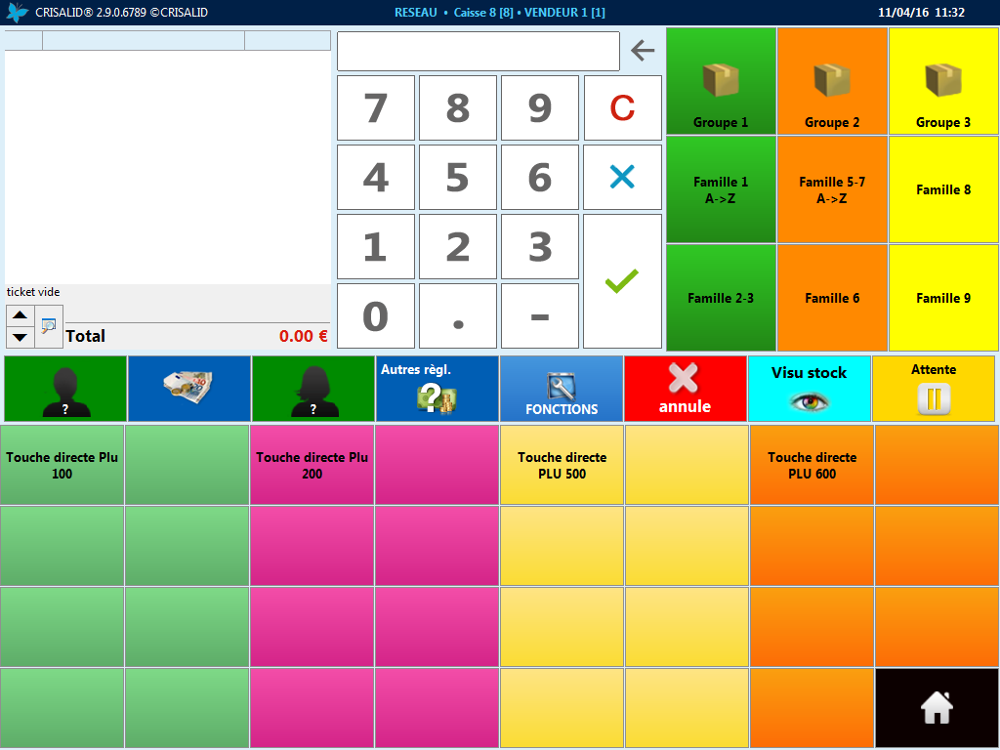 CRISALID® 2.9.0.6789 ©CRISALID
RESEAU • Caisse 8 [8] • VENDEUR 1 [1]
11/04/16 11:32
7 8 9 C
4 5 6
1 2 3
0 . -
ticket vide
Total 0.00 €
Groupe 1
Groupe 2
Groupe 3
Famille 1
A->Z
Famille 5-7
A->Z
Famille 8
Famille 2-3
Famille 6
Famille 9
?
?
Autres règl.
?
FONCTIONS
annule
Visu stock
Attente
Touche directe Plu
100
Touche directe Plu
200
Touche directe
PLU 500
Touche directe
PLU 600